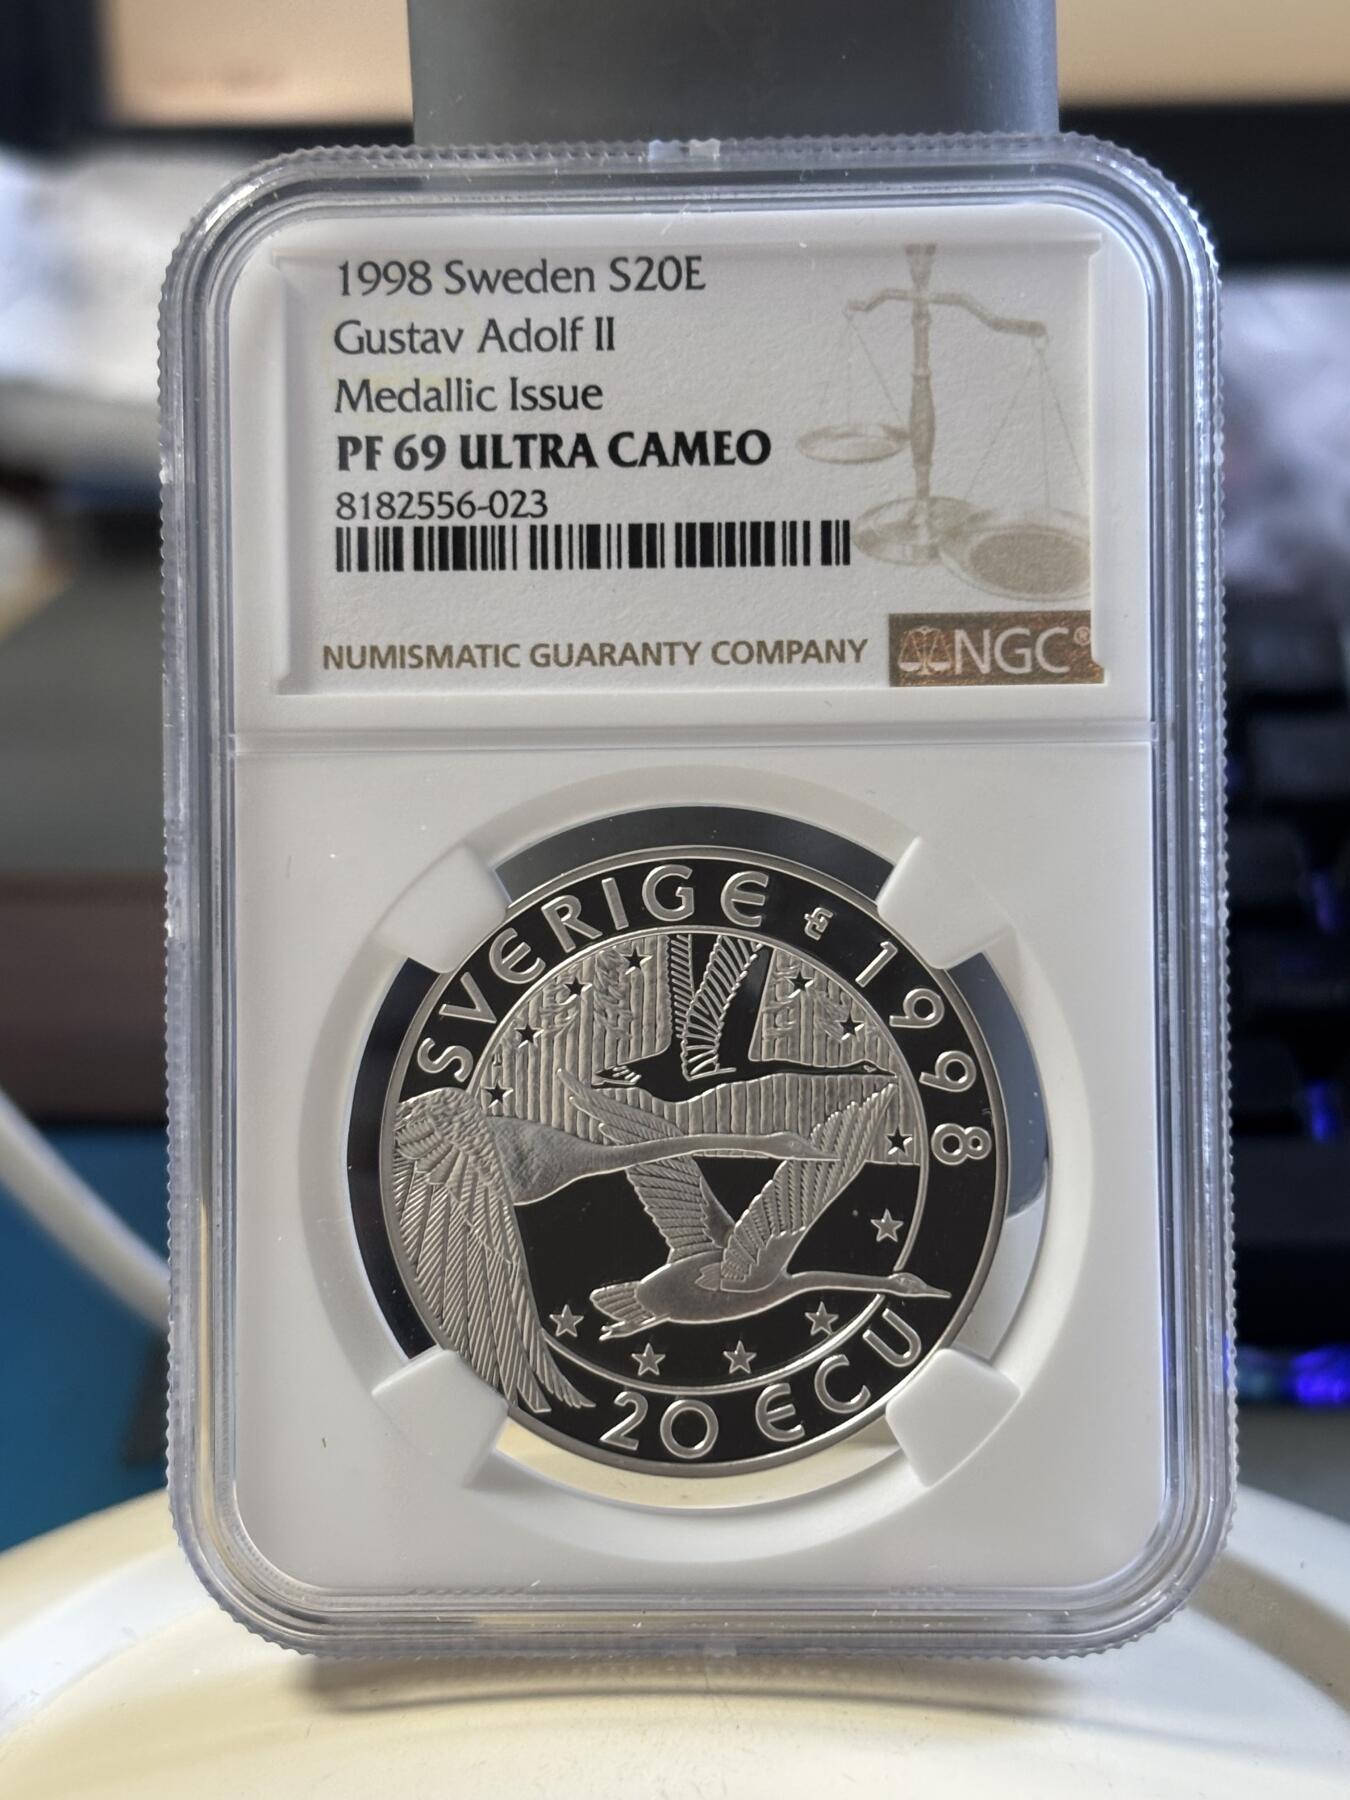 1998 Sweden S20E
Gustav Adolf II
Medallic Issue
PF 69 ULTRA CAMEO
8182556-023
NUMISMATIC GUARANTY COMPANY
NGC®
SVERIGE 1998
20 ECU